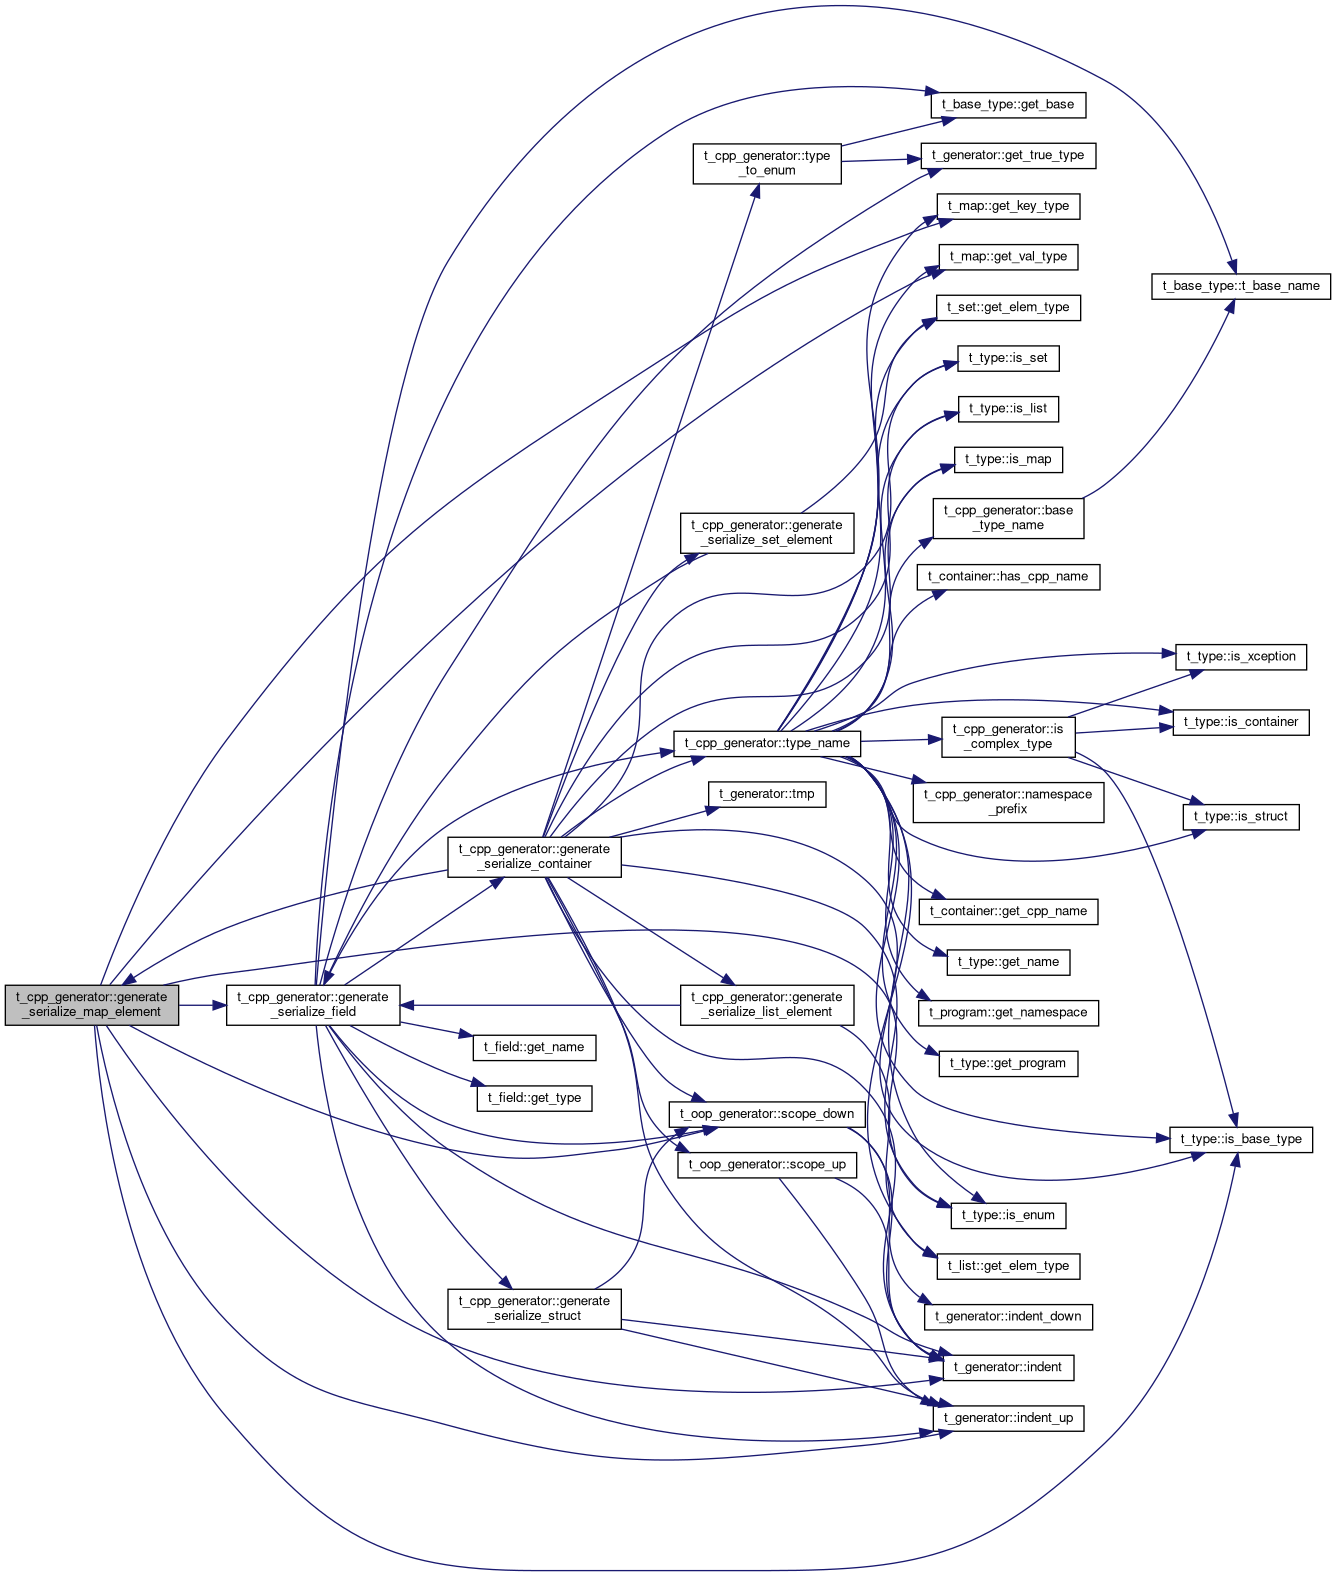 t_base_type::get_base
t_cpp_generator::type
_to_enum
t_generator::get_true_type
t_map::get_key_type
t_map::get_val_type
t_base_type::t_base_name
t_set::get_elem_type
t_type::is_set
t_type::is_list
t_type::is_map
t_cpp_generator::base
_type_name
t_cpp_generator::generate
_serialize_set_element
t_container::has_cpp_name
t_type::is_xception
t_type::is_container
t_cpp_generator::is
_complex_type
t_cpp_generator::type_name
t_generator::tmp
t_cpp_generator::namespace
_prefix
t_type::is_struct
t_cpp_generator::generate
_serialize_container
t_container::get_cpp_name
t_type::get_name
t_cpp_generator::generate
_serialize_map_element
t_cpp_generator::generate
_serialize_field
t_cpp_generator::generate
_serialize_list_element
t_program::get_namespace
t_field::get_name
t_type::get_program
t_field::get_type
t_oop_generator::scope_down
t_type::is_base_type
t_oop_generator::scope_up
t_type::is_enum
t_list::get_elem_type
t_cpp_generator::generate
_serialize_struct
t_generator::indent_down
t_generator::indent
t_generator::indent_up